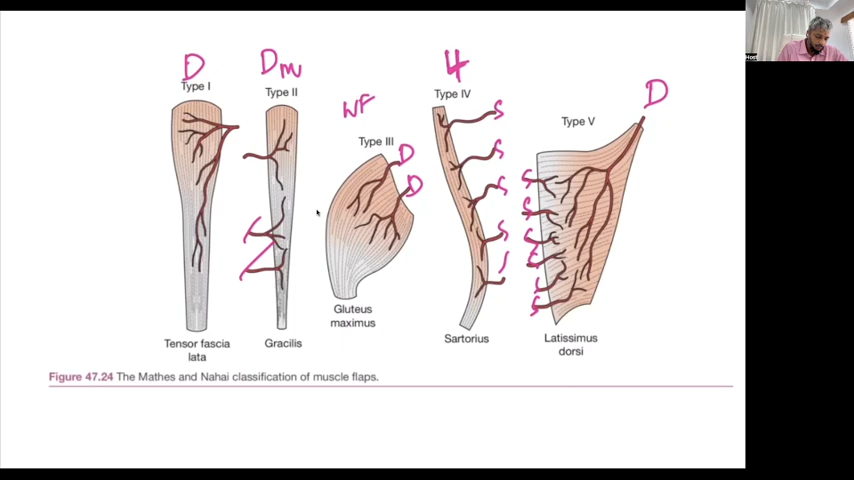 D
Dm
4
Type I
Type II
Type IV
D
WF
Type V
Type III
D
D
S
S
S
S
S
S
S
S
S
S
Gluteus
maximus
Tensor fascia
lata
Gracilis
Sartorius
Latissimus
dorsi
Figure 47.24 The Mathes and Nahai classification of muscle flaps.
Host